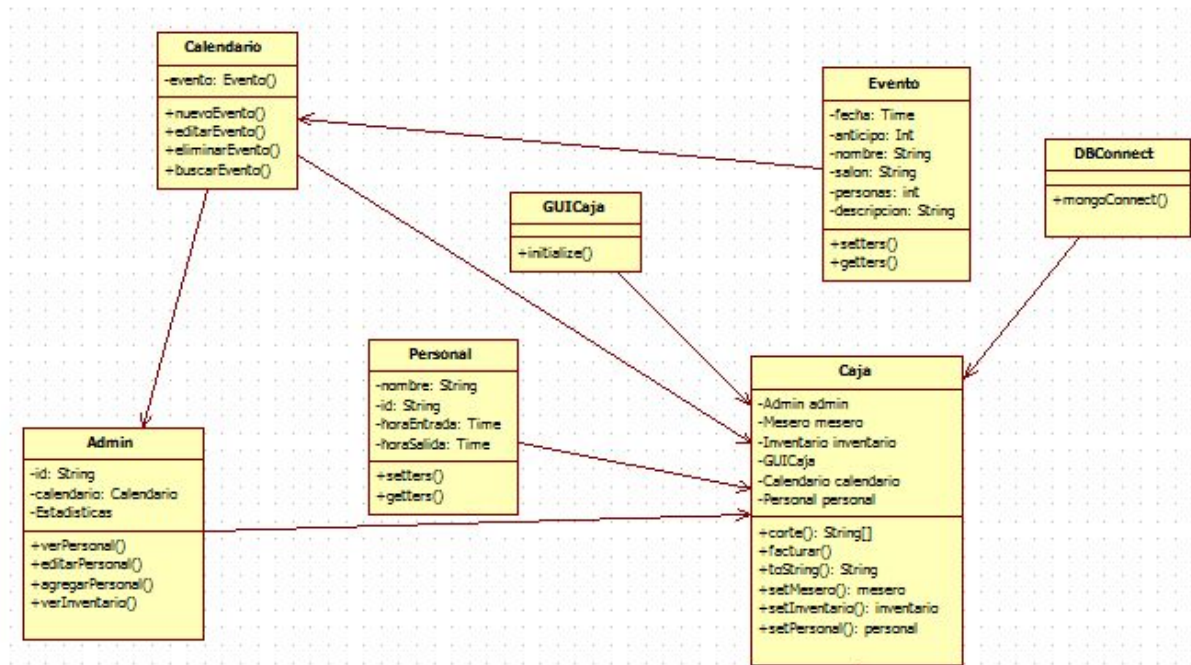 Calendario
-evento: Evento()
+nuevoEvento()
+editarEvento()
+eliminarEvento()
+buscarEvento()
Evento
-fecha: Time
-anticipo: Int
-nombre: String
-salon: String
-personas: int
-descripcion: String
+setters()
+getters()
DBConnect
+mongoConnect()
GUICaja
+initialize()
Personal
-nombre: String
-id: String
-horaEntrada: Time
-horaSalida: Time
+setters()
+getters()
Caja
-Admin admin
-Mesero mesero
-Inventario inventario
-GUICaja
-Calendario calendario
-Personal personal
+corte(): String[]
+facturar()
+toString(): String
+setMesero(): mesero
+setInventario(): inventario
+setPersonal(): personal
Admin
-id: String
-calendario: Calendario
-Estadisticas
+verPersonal()
+editarPersonal()
+agregarPersonal()
+verInventario()